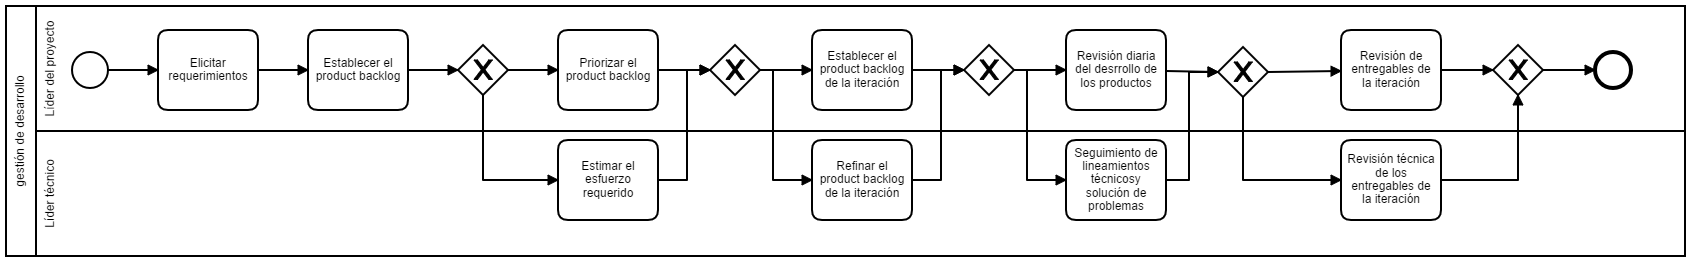 gestión de desarrollo
Líder del proyecto
Elicitar
requerimientos
Establecer el
product backlog
X
Priorizar el
product backlog
X
Establecer el
product backlog
de la iteración
X
Revisión diaria
del desrrollo de
los productos
X
Revisión de
entregables de
la iteración
X
Líder técnico
Estimar el
esfuerzo
requerido
Refinar el
product backlog
de la iteración
Seguimiento de
lineamientos
técnicosy
solución de
problemas
Revisión técnica
de los
entregables de
la iteración